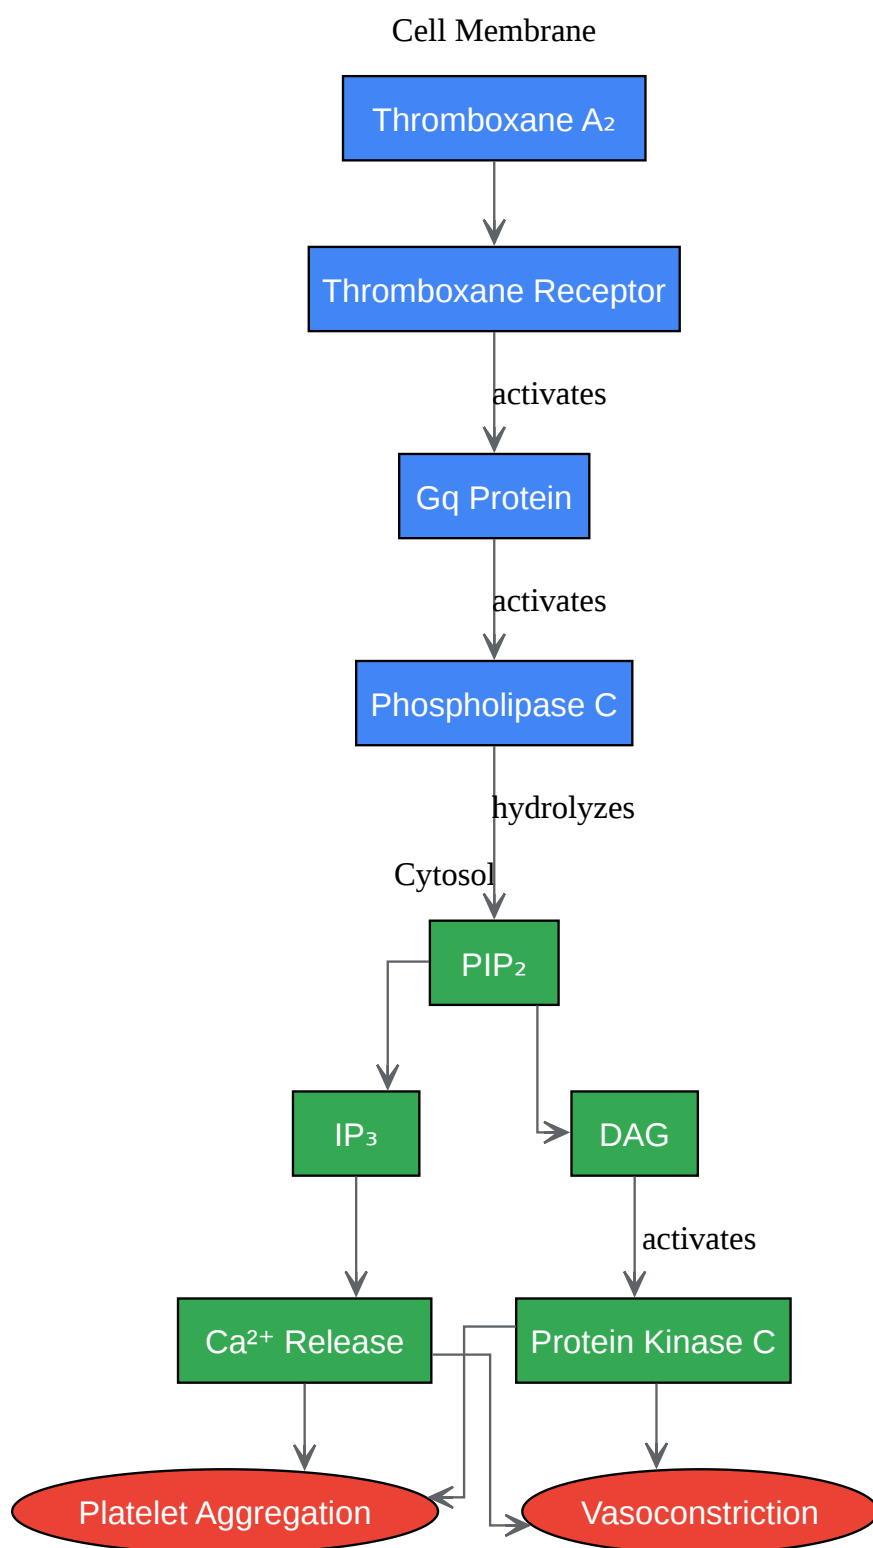 Cell Membrane
Thromboxane A₂
Thromboxane Receptor
activates
Gq Protein
activates
Phospholipase C
hydrolyzes
Cytosol
PIP₂
IP₃
DAG
activates
Ca²⁺ Release
Protein Kinase C
Platelet Aggregation
Vasoconstriction